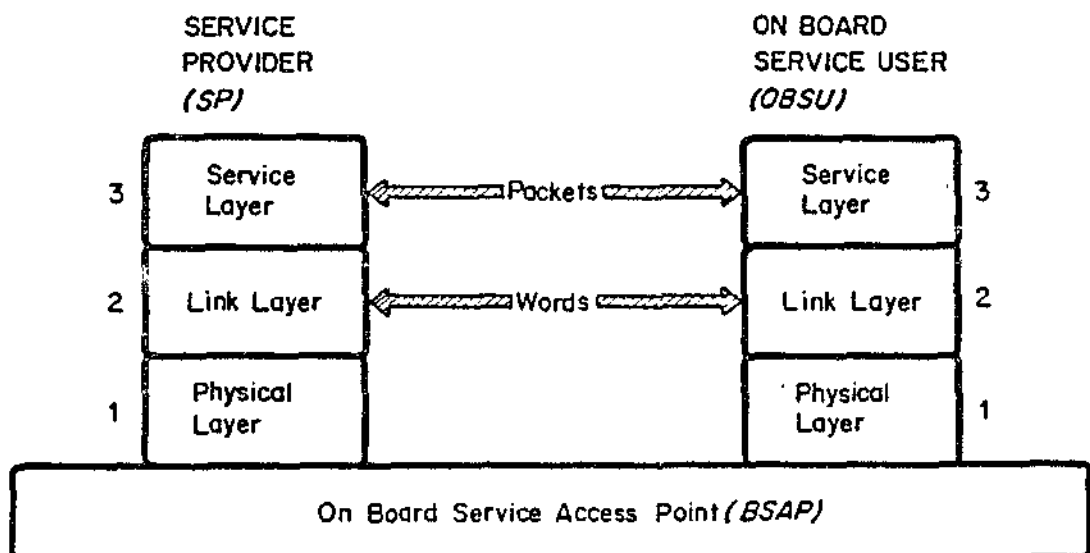 SERVICE
PROVIDER
(SP)
ON BOARD
SERVICE USER
(OBSU)
3
Service
Layer
Packets
Service
Layer
3
2
Link Layer
Words
Link Layer
2
1
Physical
Layer
Physical
Layer
1
On Board Service Access Point (BSAP)